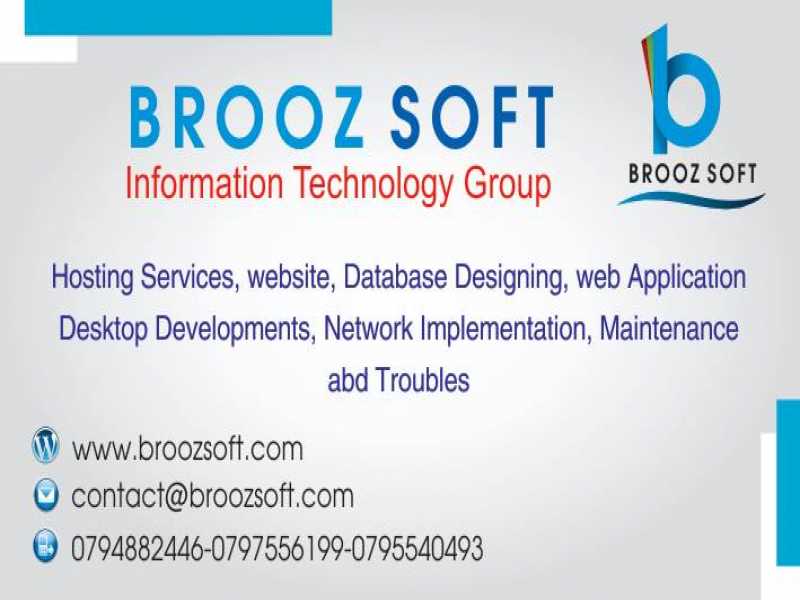 BROOZ SOFT
Information Technology Group
b
BROOZ SOFT
Hosting Services, website, Database Designing, web Application
Desktop Developments, Network Implementation, Maintenance
abd Troubles
www.broozsoft.com
contact@broozsoft.com
0794882446-0797556199-0795540493